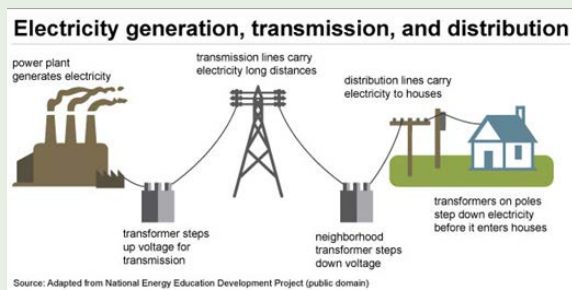 Electricity generation, transmission, and distribution
power plant
generates electricity
transmission lines carry
electricity long distances
distribution lines carry
electricity to houses
transformer steps
up voltage for
transmission
neighborhood
transformer steps
down voltage
transformers on poles
step down electricity
before it enters houses
Source: Adapted from National Energy Education Development Project (public domain)